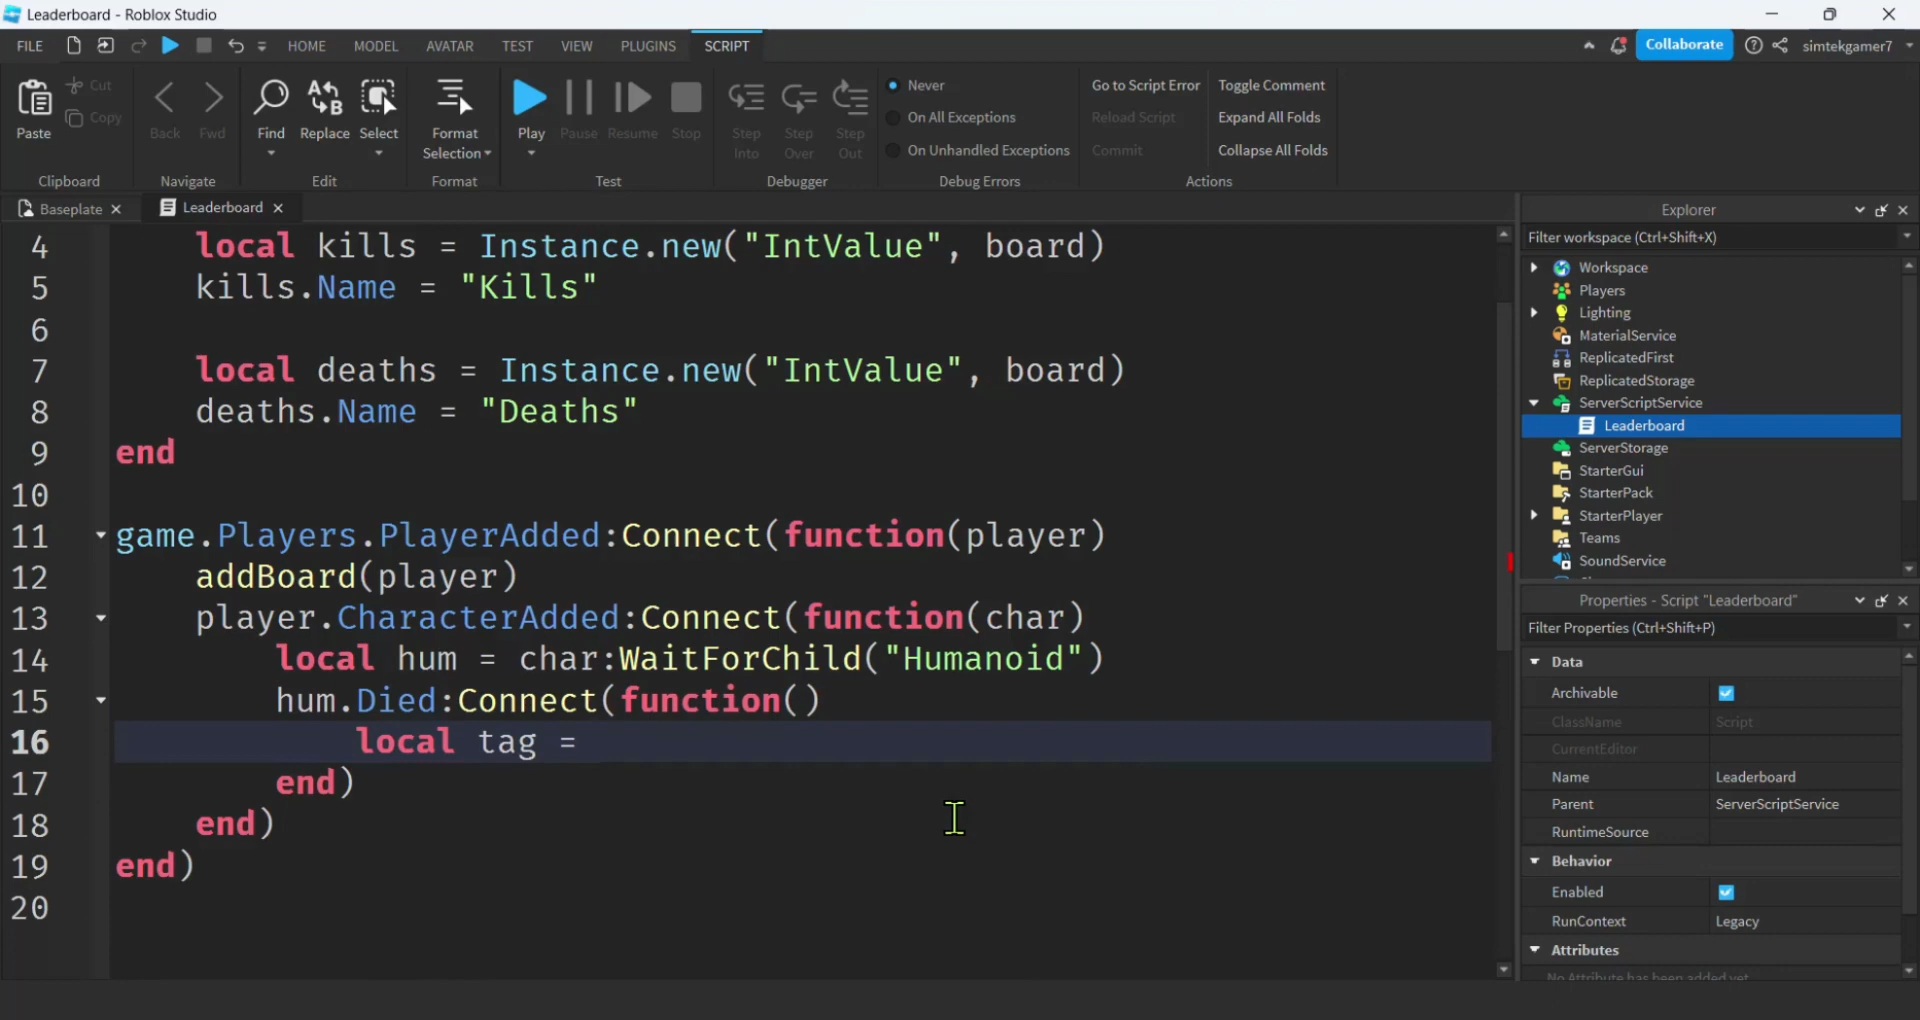 Leaderboard - Roblox Studio
FILE HOME MODEL AVATAR TEST VIEW PLUGINS SCRIPT Collaborate simtekgamer7
Paste Cut Copy
Clipboard
Back Fwd
Navigate
Find Replace Select
Edit
Format Selection
Format
Play Pause Resume Stop
Test
Step Into Step Over Step Out
Debugger
Never
On All Exceptions
On Unhandled Exceptions
Debug Errors
Go to Script Error
Reload Script
Commit
Toggle Comment
Expand All Folds
Collapse All Folds
Actions
Baseplate Leaderboard
4 local kills = Instance.new("IntValue", board)
5 kills.Name = "Kills"
6
7 local deaths = Instance.new("IntValue", board)
8 deaths.Name = "Deaths"
9 end
10
11 game.Players.PlayerAdded:Connect(function(player)
12 addBoard(player)
13 player.CharacterAdded:Connect(function(char)
14 local hum = char:WaitForChild("Humanoid")
15 hum.Died:Connect(function()
16 local tag =
17 end)
18 end)
19 end)
20
Explorer
Filter workspace (Ctrl+Shift+X)
Workspace
Players
Lighting
MaterialService
ReplicatedFirst
ReplicatedStorage
ServerScriptService
Leaderboard
ServerStorage
StarterGui
StarterPack
StarterPlayer
Teams
SoundService
Properties - Script "Leaderboard"
Filter Properties (Ctrl+Shift+P)
Data
Archivable
ClassName Script
CurrentEditor
Name Leaderboard
Parent ServerScriptService
RuntimeSource
Behavior
Enabled
RunContext Legacy
Attributes
No Attribute has been added yet